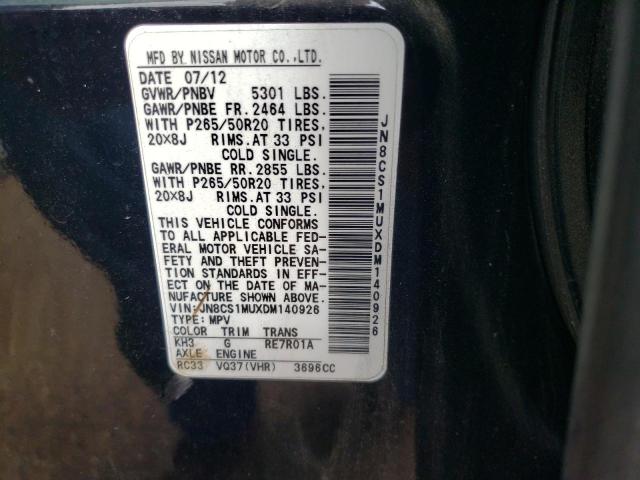 MFD BY NISSAN MOTOR CO.,LTD.
DATE 07/12
GVWR/PNBV 5301 LBS.
GAWR/PNBE FR. 2464 LBS.
WITH P265/50R20 TIRES,
20X8J RIMS.AT 33 PSI
COLD SINGLE.
GAWR/PNBE RR. 2855 LBS.
WITH P265/50R20 TIRES,
20X8J RIMS.AT 33 PSI
COLD SINGLE.
THIS VEHICLE CONFORMS
TO ALL APPLICABLE FED-
ERAL MOTOR VEHICLE SA-
FETY AND THEFT PREVEN-
TION STANDARDS IN EFF-
ECT ON THE DATE OF MA-
NUFACTURE SHOWN ABOVE.
VIN:JN8CS1MUXDM140926
TYPE:MPV
COLOR TRIM TRANS
KH3 G RE7R01A
AXLE ENGINE
RC33 VQ37(VHR) 3696CC
JN8CS1MUXDM140926